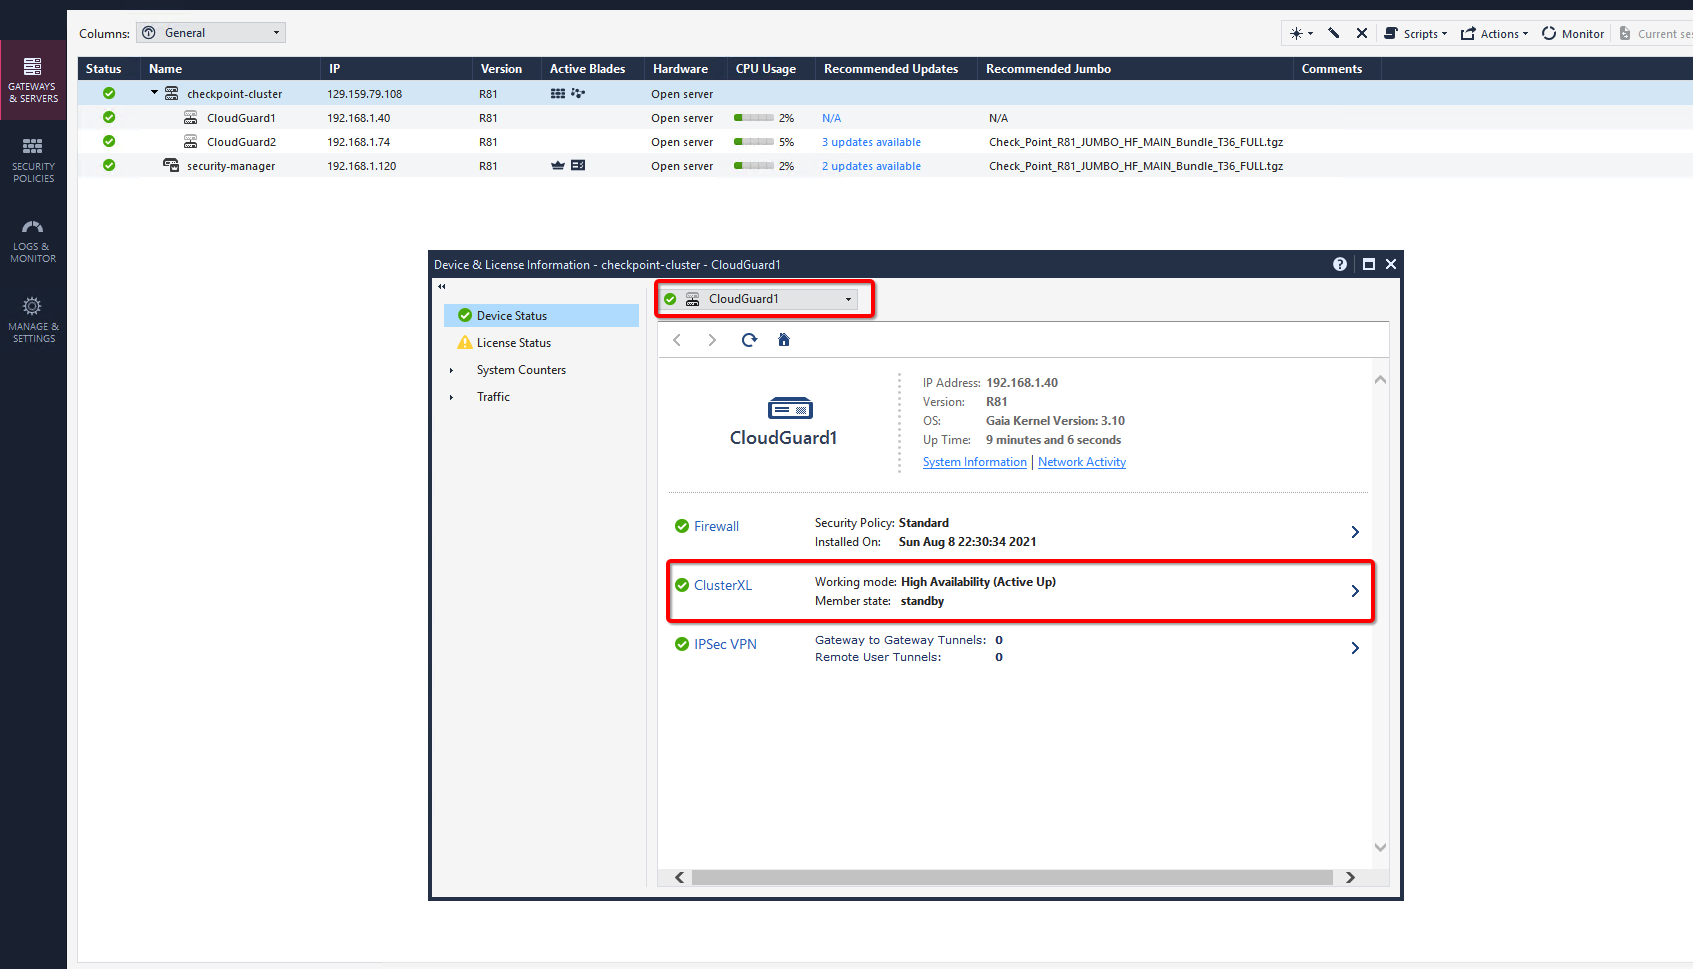 Columns: General
Scripts Actions Monitor Current se
Status Name IP Version Active Blades Hardware CPU Usage Recommended Updates Recommended Jumbo Comments
checkpoint-cluster 129.159.79.108 R81 Open server
CloudGuard1 192.168.1.40 R81 Open server 2% N/A N/A
CloudGuard2 192.168.1.74 R81 Open server 5% 3 updates available Check_Point_R81_JUMBO_HF_MAIN_Bundle_T36_FULL.tgz
security-manager 192.168.1.120 R81 Open server 2% 2 updates available Check_Point_R81_JUMBO_HF_MAIN_Bundle_T36_FULL.tgz
GATEWAYS
& SERVERS
SECURITY
POLICIES
LOGS &
MONITOR
MANAGE &
SETTINGS
Device & License Information - checkpoint-cluster - CloudGuard1
Device Status
License Status
System Counters
Traffic
CloudGuard1
CloudGuard1
IP Address: 192.168.1.40
Version: R81
OS: Gaia Kernel Version: 3.10
Up Time: 9 minutes and 6 seconds
System Information | Network Activity
Firewall
Security Policy: Standard
Installed On: Sun Aug 8 22:30:34 2021
ClusterXL
Working mode: High Availability (Active Up)
Member state: standby
IPSec VPN
Gateway to Gateway Tunnels: 0
Remote User Tunnels: 0